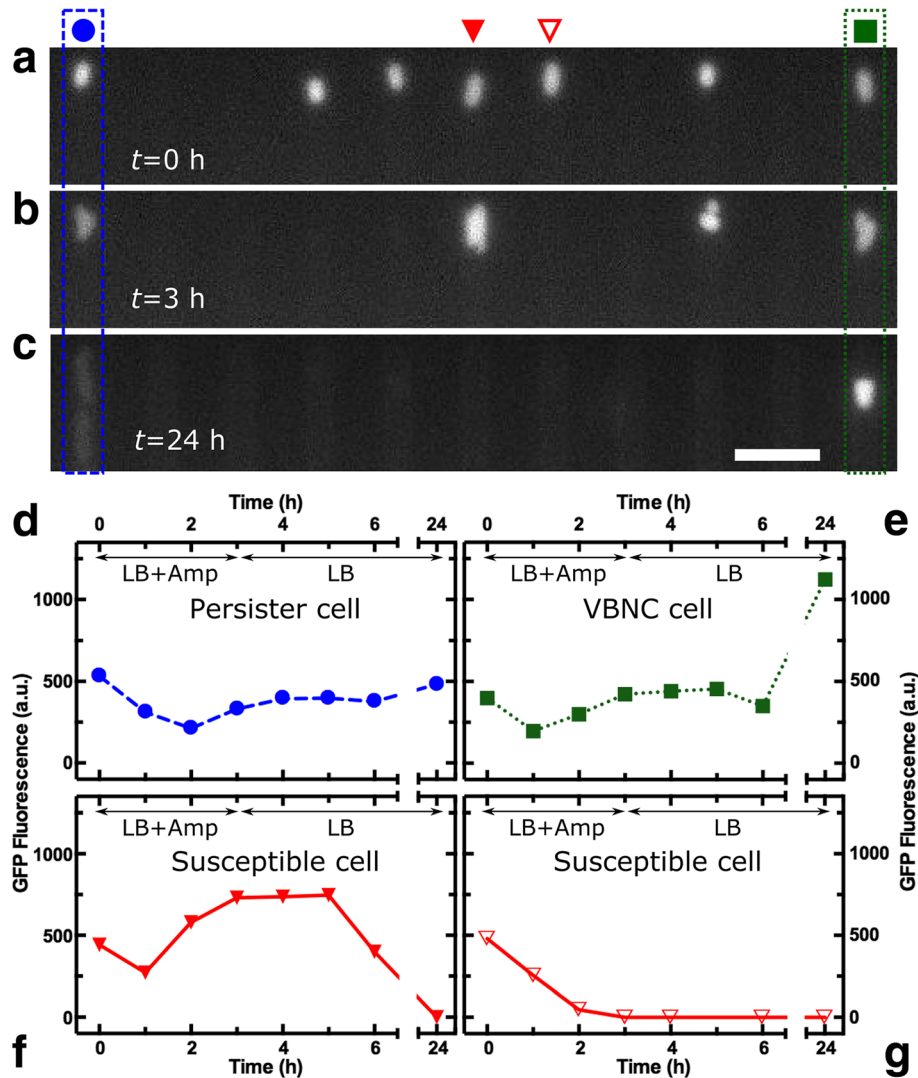 a
t=0 h
b
t=3 h
c
t=24 h
d
Time (h)
Time (h)
e
0 2 4 6 24
0 2 4 6 24
LB+Amp LB
LB+Amp LB
Persister cell
VBNC cell
1000
500
0
1000
500
0
GFP Fluorescence (a.u.)
GFP Fluorescence (a.u.)
LB+Amp LB
LB+Amp LB
Susceptible cell
Susceptible cell
1000
500
0
1000
500
0
0 2 4 6 24
0 2 4 6 24
f
Time (h)
Time (h)
g